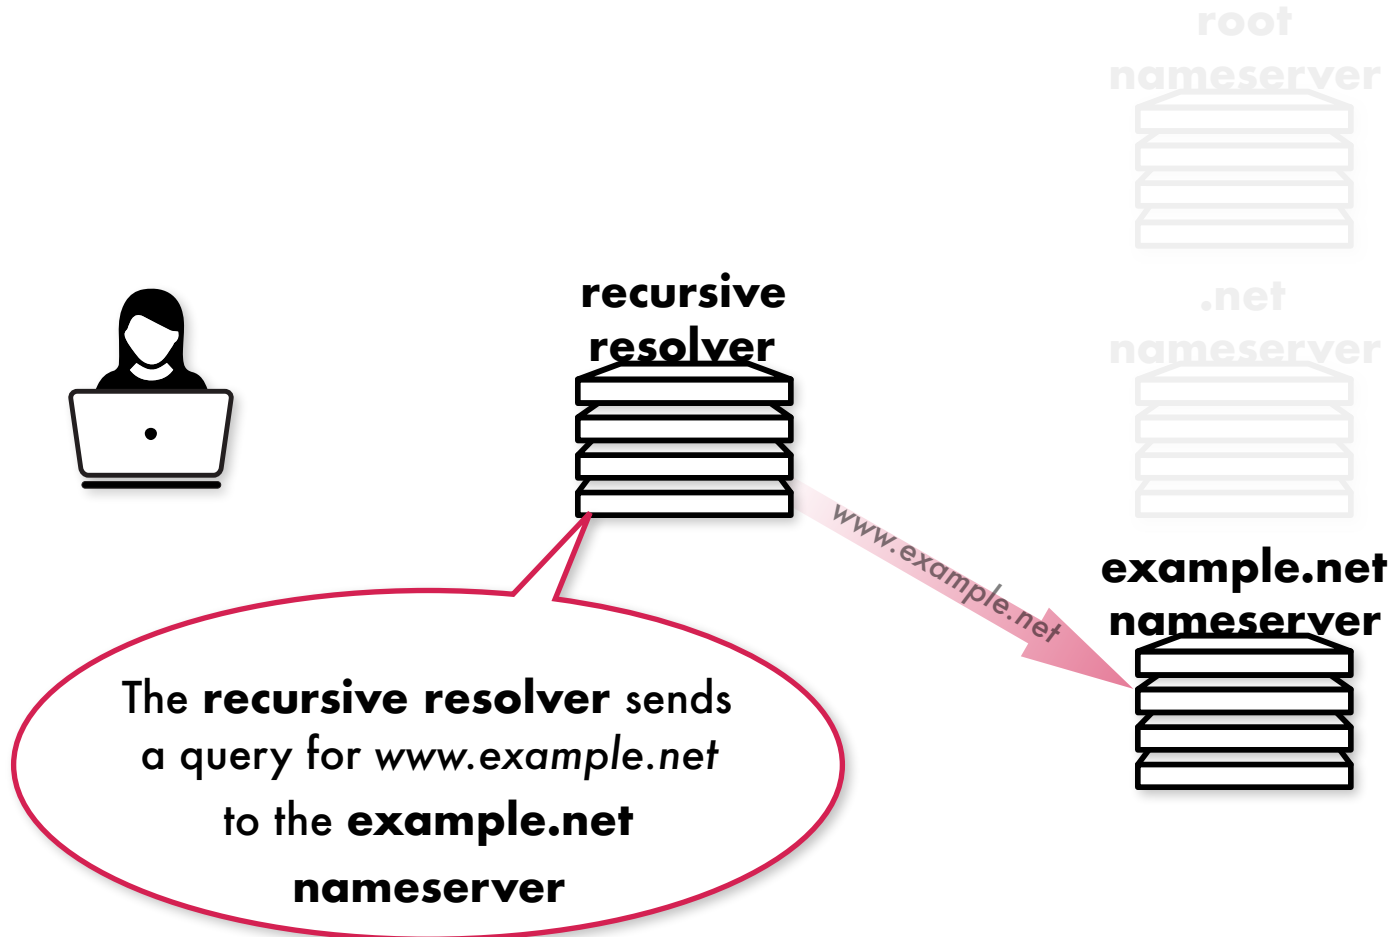 root
nameserver
recursive
resolver
.net
nameserver
www.example.net
example.net
nameserver
The recursive resolver sends
a query for www.example.net
to the example.net
nameserver